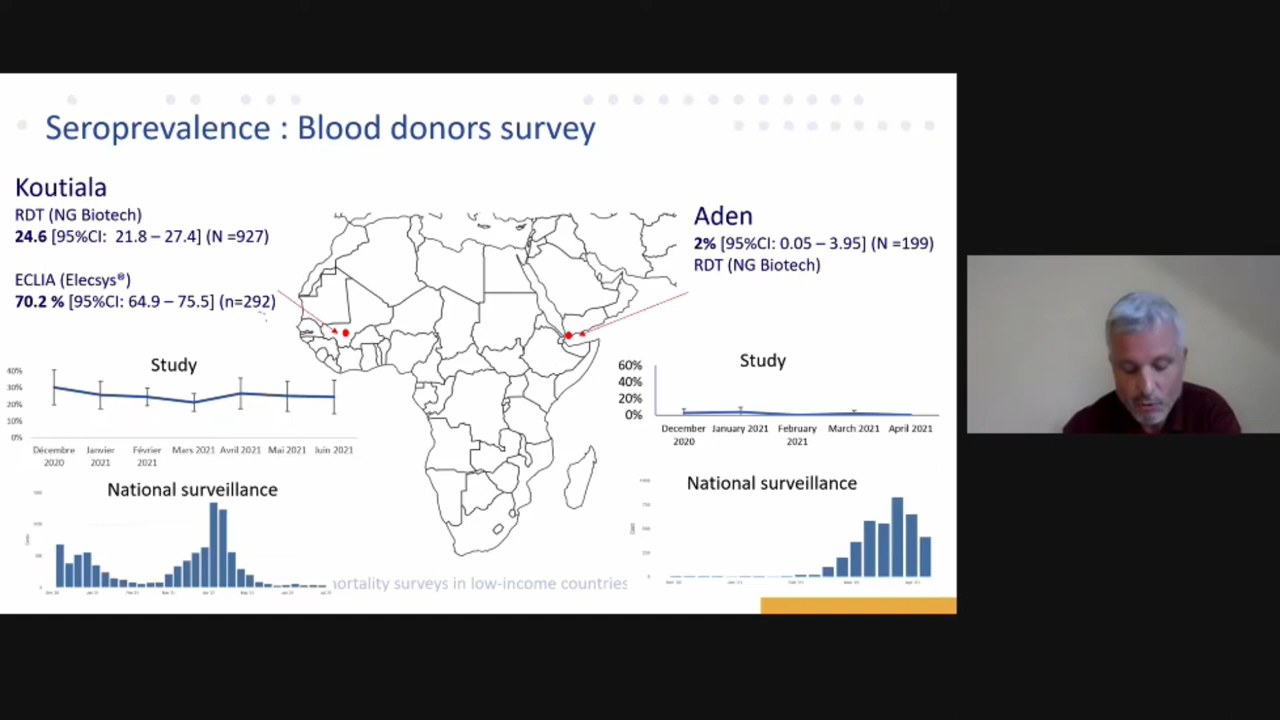 Seroprevalence : Blood donors survey
Koutiala
RDT (NG Biotech)
24.6 [95%CI: 21.8 – 27.4] (N =927)
ECLIA (Elecsys®)
70.2 % [95%CI: 64.9 – 75.5] (n=292)
Aden
2% [95%CI: 0.05 – 3.95] (N =199)
RDT (NG Biotech)
Study
40%
30%
20%
10%
0%
Décembre 2020
Janvier 2021
Février 2021
Mars 2021
Avril 2021
Mai 2021
Juin 2021
National surveillance
Study
60%
40%
20%
0%
December 2020
January 2021
February 2021
March 2021
April 2021
National surveillance
ortality surveys in low-income countries